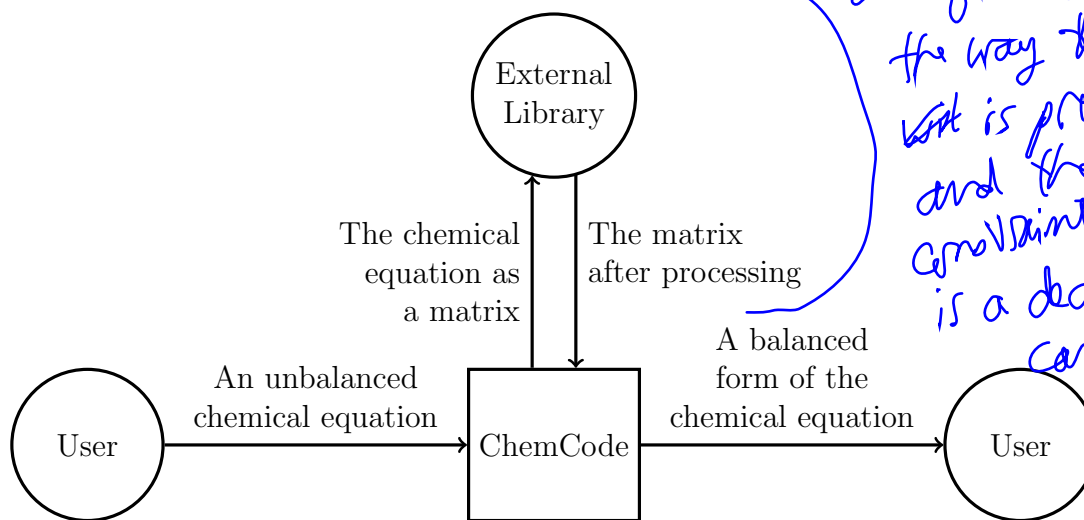 External
Library
the way
is
and the
is a
The chemical
equation as
a matrix
The matrix
after processing
An unbalanced
chemical equation
A balanced
form of the
chemical equation
User
ChemCode
User